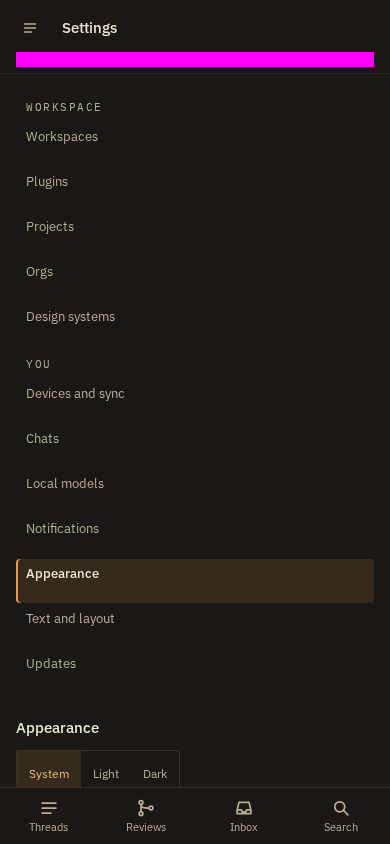 Settings
WORKSPACE
Workspaces
Plugins
Projects
Orgs
Design systems
YOU
Devices and sync
Chats
Local models
Notifications
Appearance
Text and layout
Updates
Appearance
System Light Dark
Threads Reviews Inbox Search